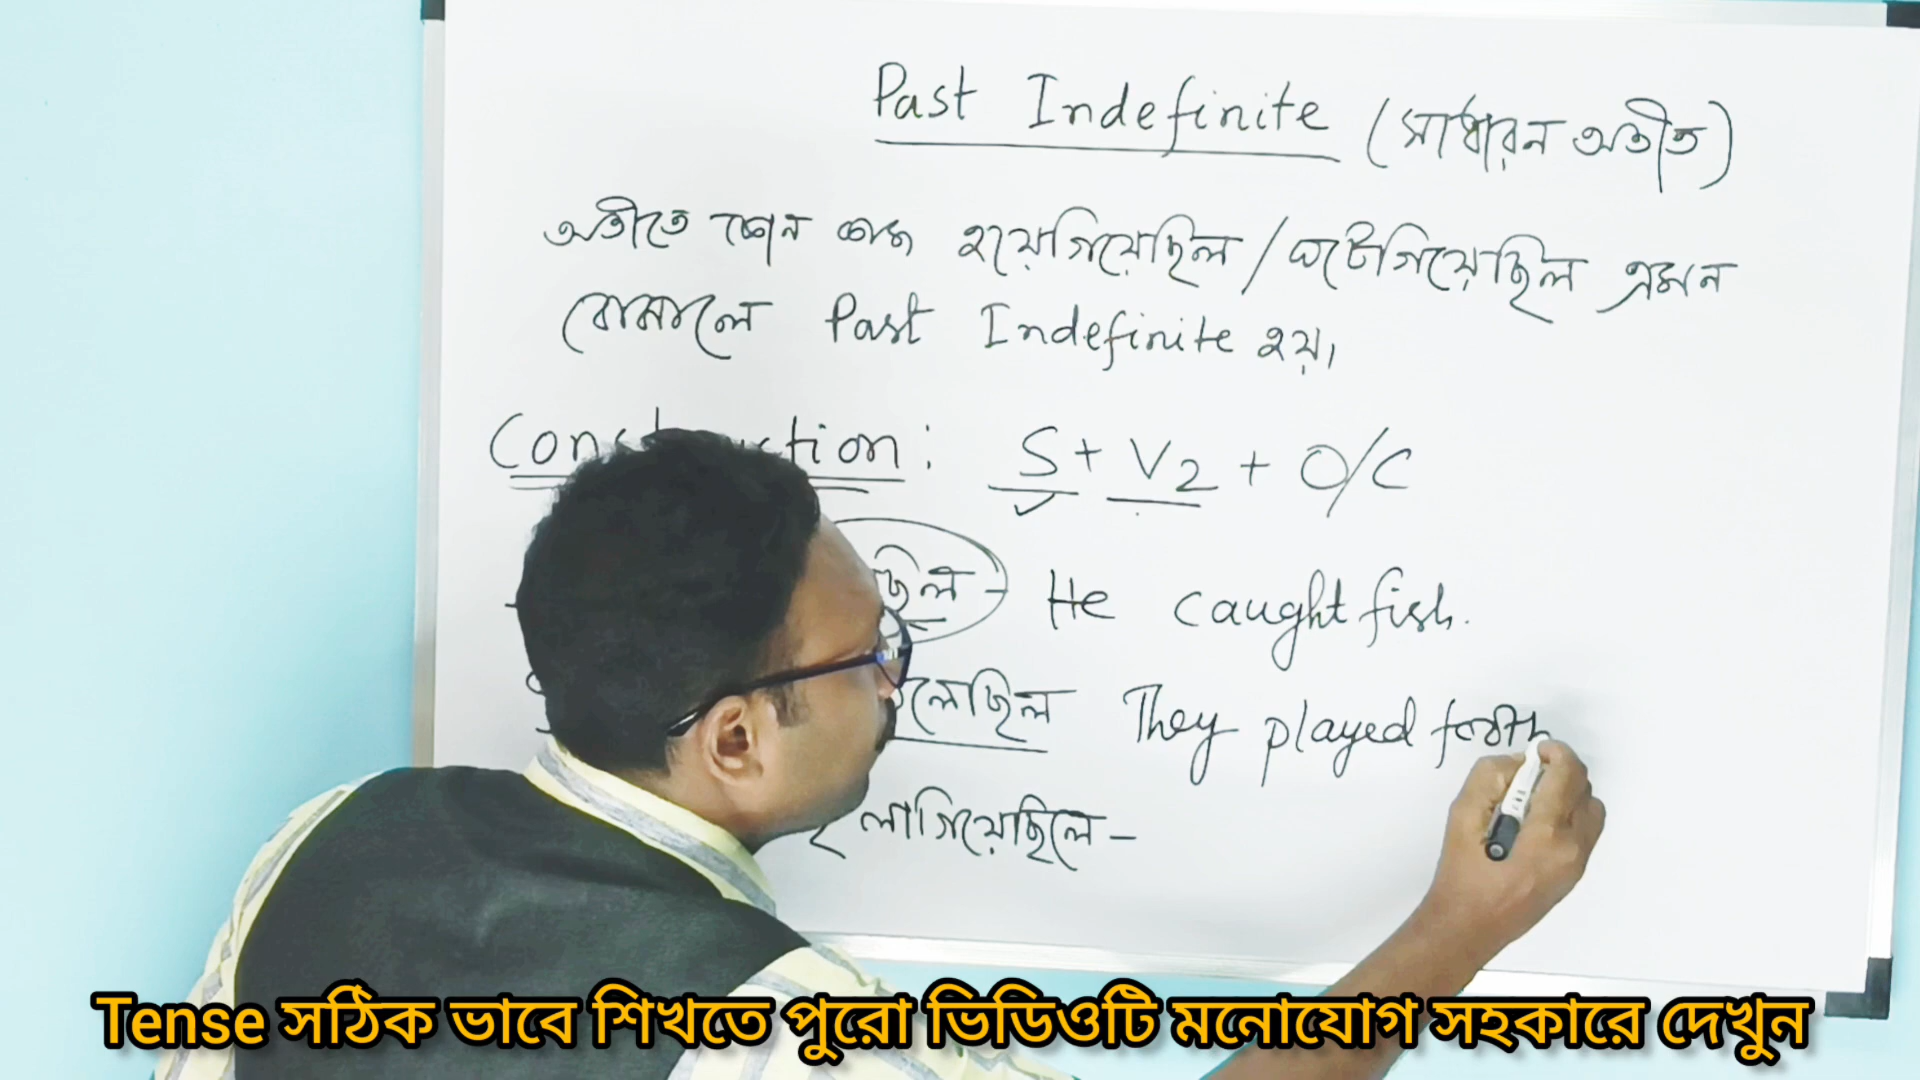 Past Indefinite (সাধারন অতীত)
অতীতে কোন কাজ হয়েগিয়েছিল / ঘটেগিয়েছিল এমন
বোঝালে Past Indefinite হয়।
Construction: S + V2 + O/C
He caught fish.
They played
লাগিয়েছিলে -
Tense সঠিক ভাবে শিখতে পুরো ভিডিওটি মনোযোগ সহকারে দেখুন